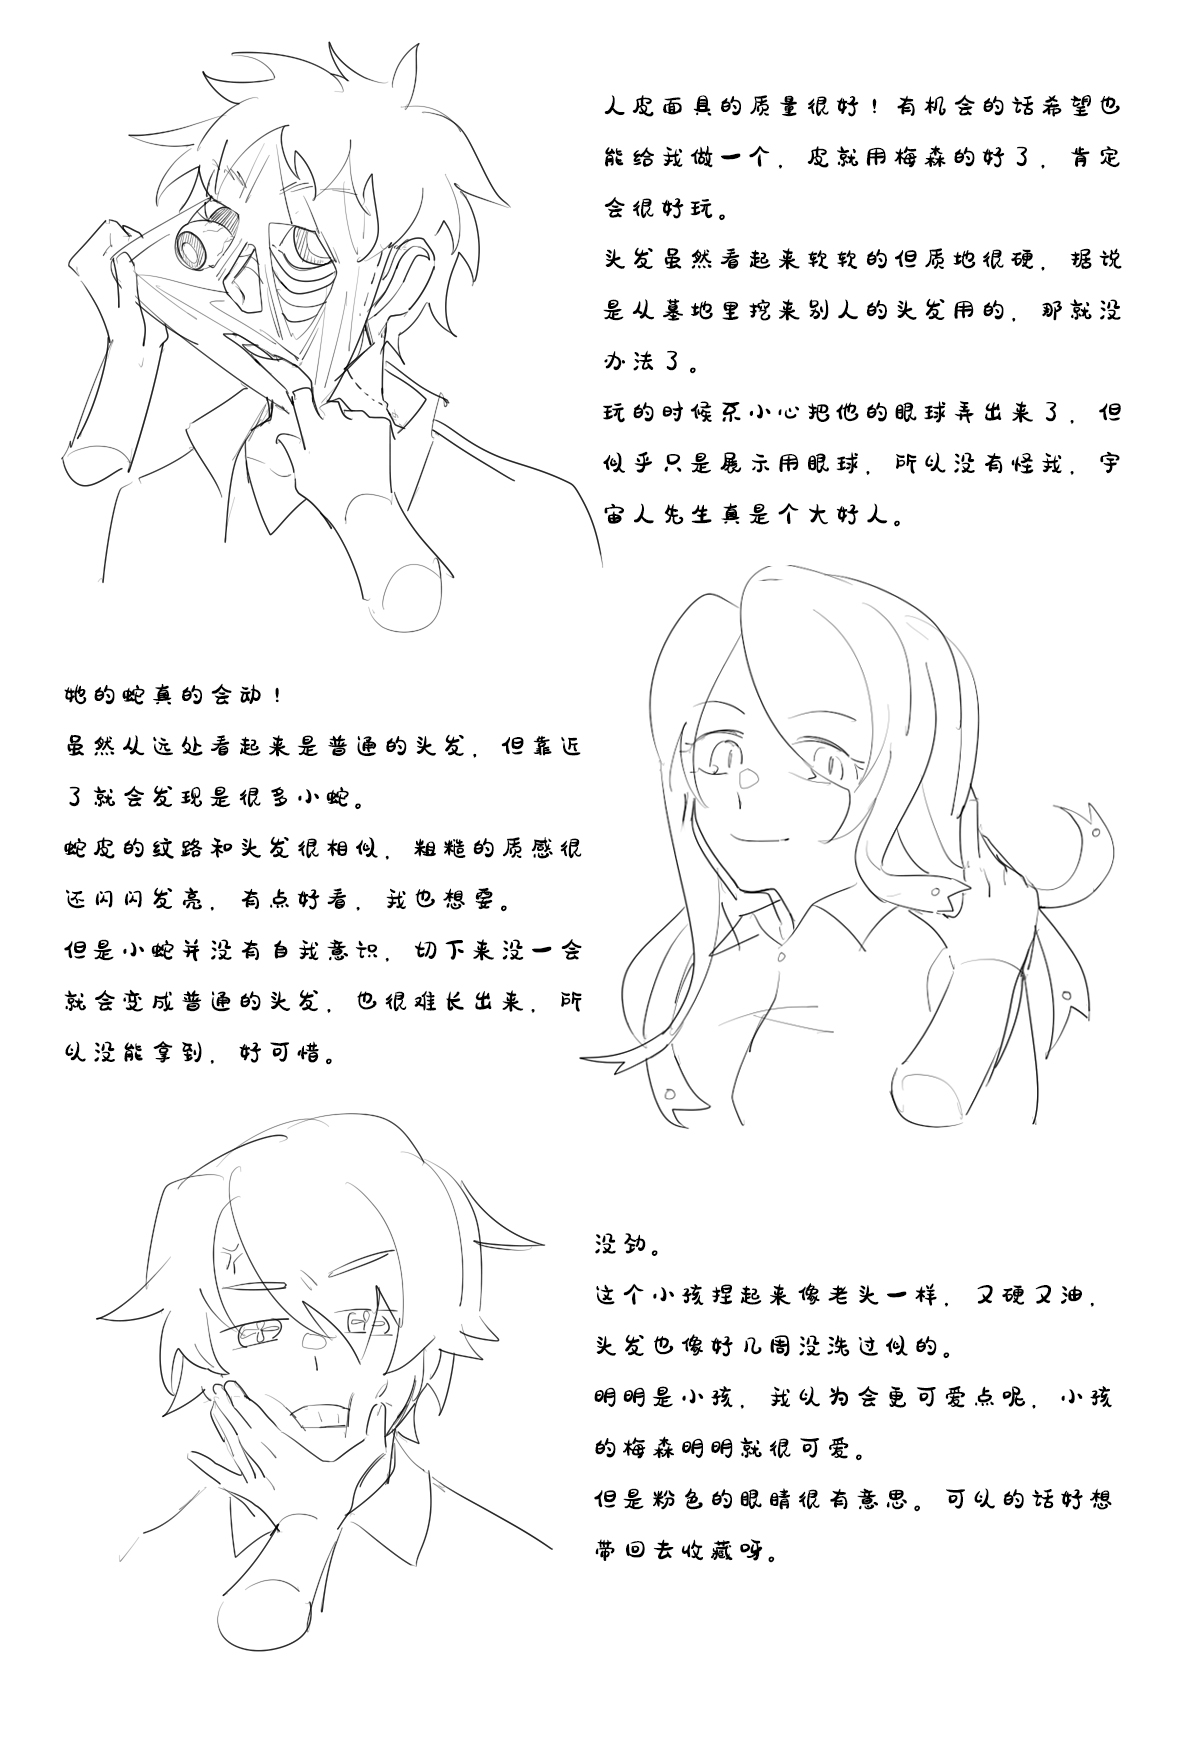 人皮面具的质量很好！有机会的话希望也
能给我做一个，皮就用梅森的好了，肯定
会很好玩。
头发虽然看起来软软的但质地很硬，据说
是从墓地里挖来别人的头发用的，那就没
办法了。
玩的时候不小心把他的眼球弄出来了，但
似乎只是展示用眼球，所以没有怪我，宇
宙人先生真是个大好人。
她的蛇真的会动！
虽然从远处看起来是普通的头发，但靠近
了就会发现是很多小蛇。
蛇皮的纹路和头发很相似，粗糙的质感很
还闪闪发亮，有点好看，我也想要。
但是小蛇并没有自我意识，切下来没一会
就会变成普通的头发，也很难长出来，所
以没能拿到，好可惜。
没劲。
这个小孩捏起来像老头一样，又硬又油，
头发也像好几周没洗过似的。
明明是小孩，我以为会更可爱点呢，小孩
的梅森明明就很可爱。
但是粉色的眼睛很有意思。可以的话好想
带回去收藏呀。